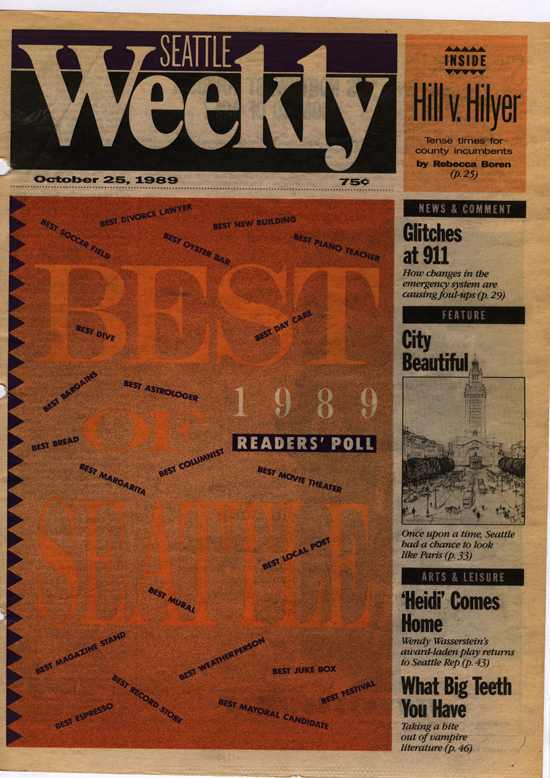 SEATTLE
Weekly
October 25, 1989
75¢
INSIDE
Hill v. Hilyer
Tense times for
county incumbents
by Rebecca Boren
(p. 25)
BEST DIVORCE LAWYER
BEST NEW BUILDING
BEST SOCCER FIELD
BEST OYSTER BAR
BEST PIANO TEACHER
BEST
BEST DIVE
BEST DAY CARE
BEST BARGAINS
BEST ASTROLOGER
1989
OF
READERS' POLL
BEST BREAD
BEST COLUMNIST
BEST MARGARITA
BEST MOVIE THEATER
SEATTLE
BEST LOCAL POET
BEST MURAL
BEST MAGAZINE STAND
BEST WEATHERPERSON
BEST JUKE BOX
BEST RECORD STORE
BEST FESTIVAL
BEST ESPRESSO
BEST MAYORAL CANDIDATE
NEWS & COMMENT
Glitches
at 911
How changes in the
emergency system are
causing foul-ups (p. 29)
FEATURE
City
Beautiful
Once upon a time, Seattle
had a chance to look
like Paris (p. 33)
ARTS & LEISURE
'Heidi' Comes
Home
Wendy Wasserstein's
award-laden play returns
to Seattle Rep (p. 43)
What Big Teeth
You Have
Taking a bite
out of vampire
literature (p. 46)